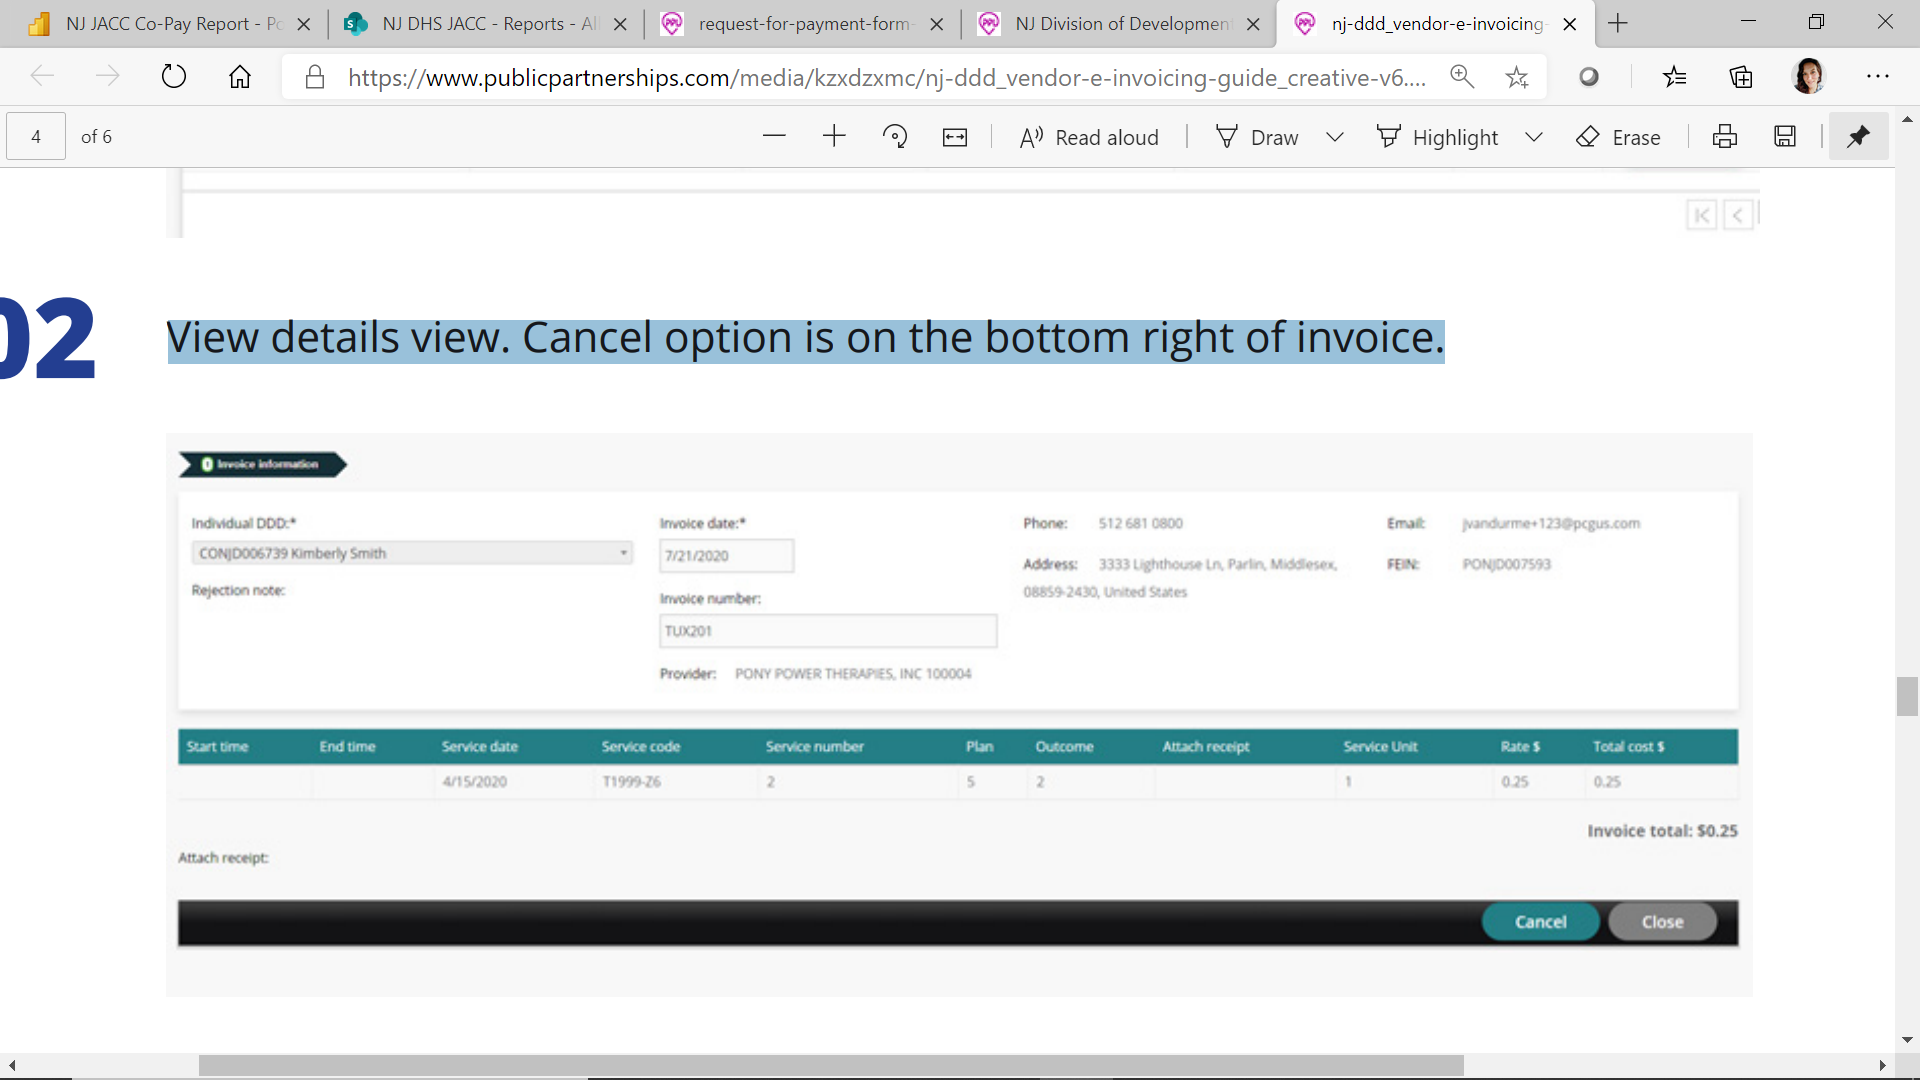 NJ JACC Co-Pay Report - Po
NJ DHS JACC - Reports - All
request-for-payment-form-
NJ Division of Development
nj-ddd_vendor-e-invoicing-
https://www.publicpartnerships.com/media/kzxdzxmc/nj-ddd_vendor-e-invoicing-guide_creative-v6....
4 of 6
Read aloud
Draw
Highlight
Erase
02
View details view. Cancel option is on the bottom right of invoice.
Invoice information
Individual DDD:*
CONJD006739 Kimberly Smith
Rejection note:
Invoice date:*
7/21/2020
Invoice number:
TUX201
Provider: PONY POWER THERAPIES, INC 100004
Phone: 512 681 0800
Address: 3333 Lighthouse Ln, Parlin, Middlesex,
08859-2430, United States
Email: jvandurme+123@pcgus.com
FEIN: PONJD007593
Start time End time Service date Service code Service number Plan Outcome Attach receipt Service Unit Rate $ Total cost $
4/15/2020 T1999-Z6 2 5 2 1 0.25 0.25
Invoice total: $0.25
Attach receipt:
Cancel Close